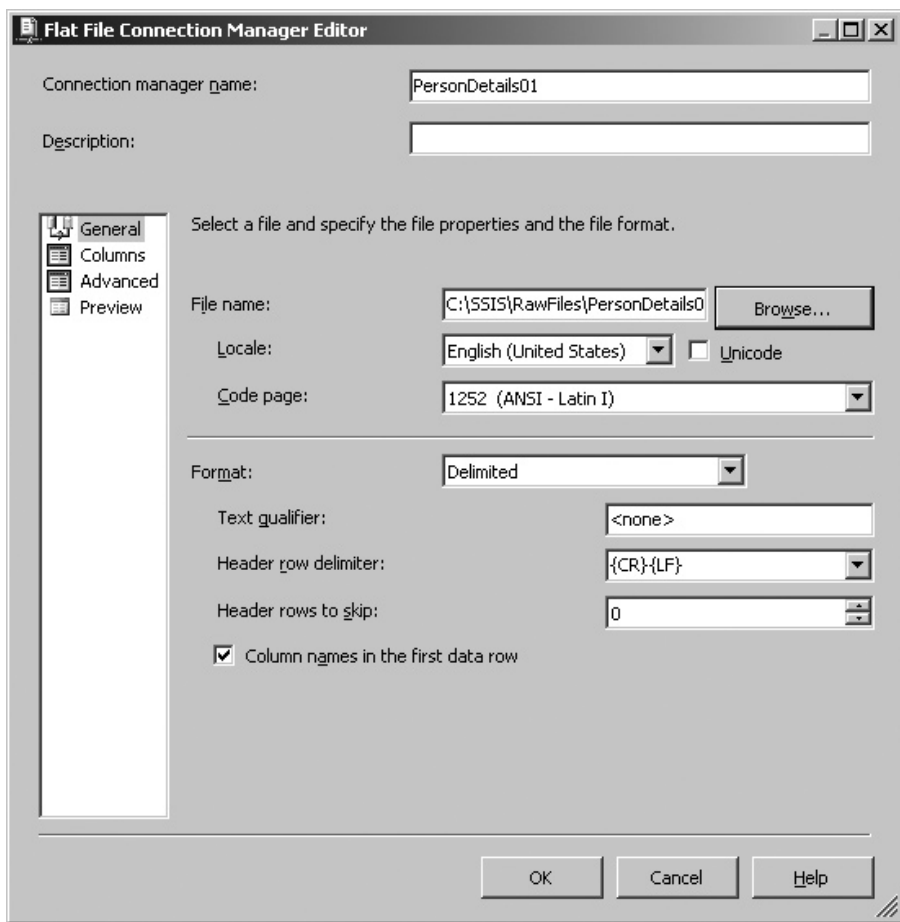 Flat File Connection Manager Editor
Connection manager name: PersonDetails01
Description:
General
Columns
Advanced
Preview
Select a file and specify the file properties and the file format.
File name: C:\SSIS\RawFiles\PersonDetails0 Browse...
Locale: English (United States) Unicode
Code page: 1252 (ANSI - Latin I)
Format: Delimited
Text qualifier: <none>
Header row delimiter: {CR}{LF}
Header rows to skip: 0
Column names in the first data row
OK Cancel Help